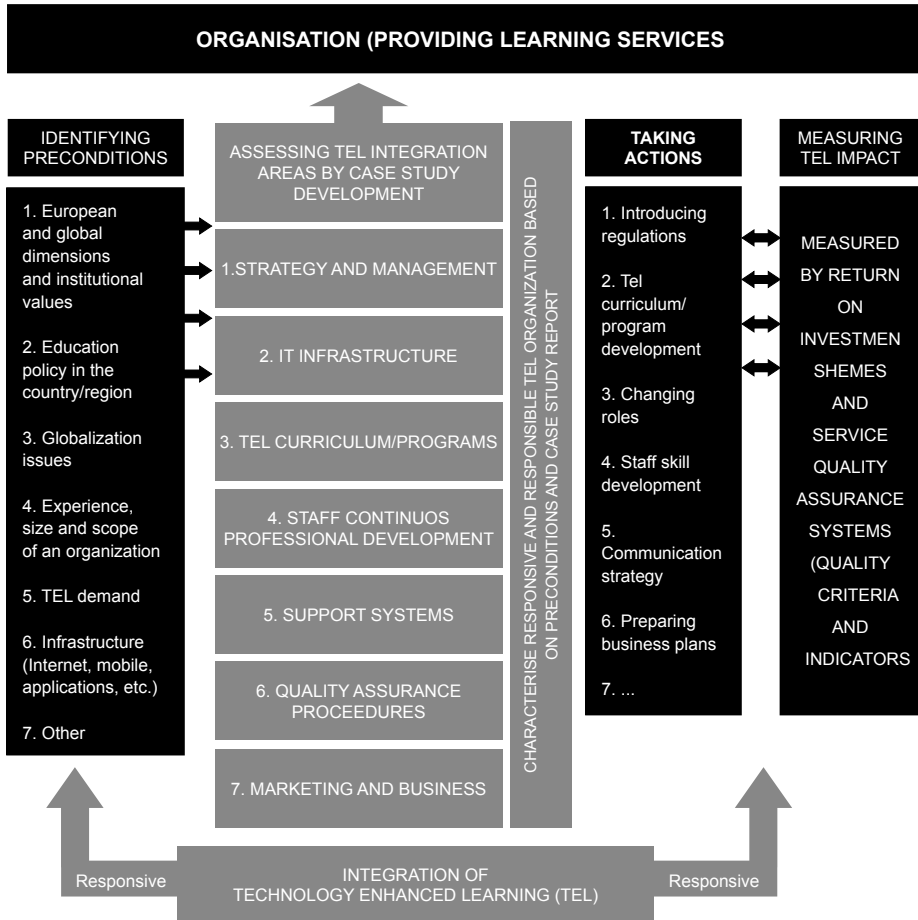 ORGANISATION (PROVIDING LEARNING SERVICES
IDENTIFYING
PRECONDITIONS
1. European
and global
dimensions
and institutional
values
2. Education
policy in the
country/region
3. Globalization
issues
4. Experience,
size and scope
of an organization
5. TEL demand
6. Infrastructure
(Internet, mobile,
applications, etc.)
7. Other
ASSESSING TEL INTEGRATION
AREAS BY CASE STUDY
DEVELOPMENT
1.STRATEGY AND MANAGEMENT
2. IT INFRASTRUCTURE
3. TEL CURRICULUM/PROGRAMS
4. STAFF CONTINUOS
PROFESSIONAL DEVELOPMENT
5. SUPPORT SYSTEMS
6. QUALITY ASSURANCE
PROCEEDURES
7. MARKETING AND BUSINESS
CHARACTERISE RESPONSIVE AND RESPONSIBLE TEL ORGANIZATION BASED
ON PRECONDITIONS AND CASE STUDY REPORT
TAKING
ACTIONS
1. Introducing
regulations
2. Tel
curriculum/
program
development
3. Changing
roles
4. Staff skill
development
5.
Communication
strategy
6. Preparing
business plans
7. ...
MEASURING
TEL IMPACT
MEASURED
BY RETURN
ON
INVESTMEN
SHEMES
AND
SERVICE
QUALITY
ASSURANCE
SYSTEMS
(QUALITY
CRITERIA
AND
INDICATORS
Responsive
INTEGRATION OF
TECHNOLOGY ENHANCED LEARNING (TEL)
Responsive